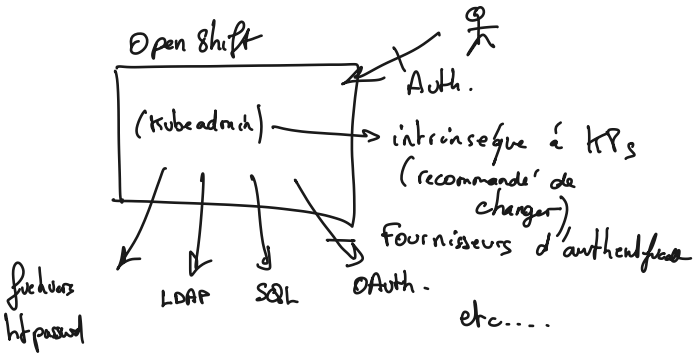 Open Shift
Auth.
(Kubeadmin)
intrinsèque à KPs
(recommandé de
changer)
Fournisseurs d'authentification
LDAP
SQL
OAuth.
htpasswd
etc....